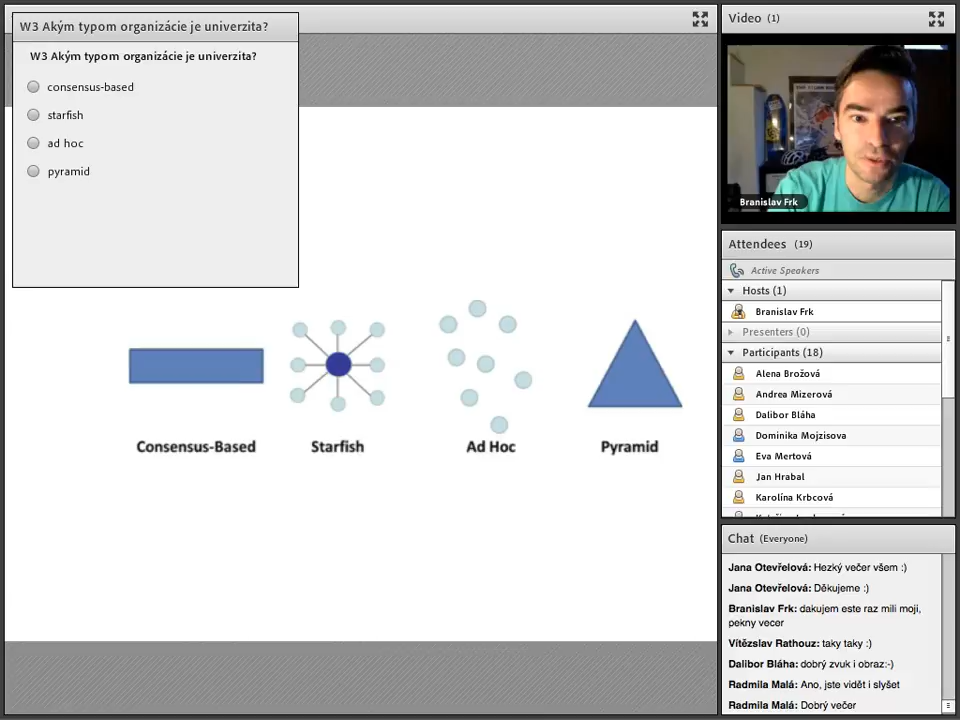 W3 Akým typom organizácie je univerzita?
W3 Akým typom organizácie je univerzita?
consensus-based
starfish
ad hoc
pyramid
Consensus-Based
Starfish
Ad Hoc
Pyramid
Video (1)
Branislav Frk
Attendees (19)
Active Speakers
Hosts (1)
Branislav Frk
Presenters (0)
Participants (18)
Alena Brožová
Andrea Mizerová
Dalibor Bláha
Dominika Mojzisova
Eva Mertová
Jan Hrabal
Karolína Krbcová
Chat (Everyone)
Jana Otevřelová: Hezký večer všem :)
Jana Otevřelová: Děkujeme :)
Branislav Frk: dakujem este raz mili moji,
pekny vecer
Vítězslav Rathouz: taky taky :)
Dalibor Bláha: dobrý zvuk i obraz:-)
Radmila Malá: Ano, jste vidět i slyšet
Radmila Malá: Dobrý večer